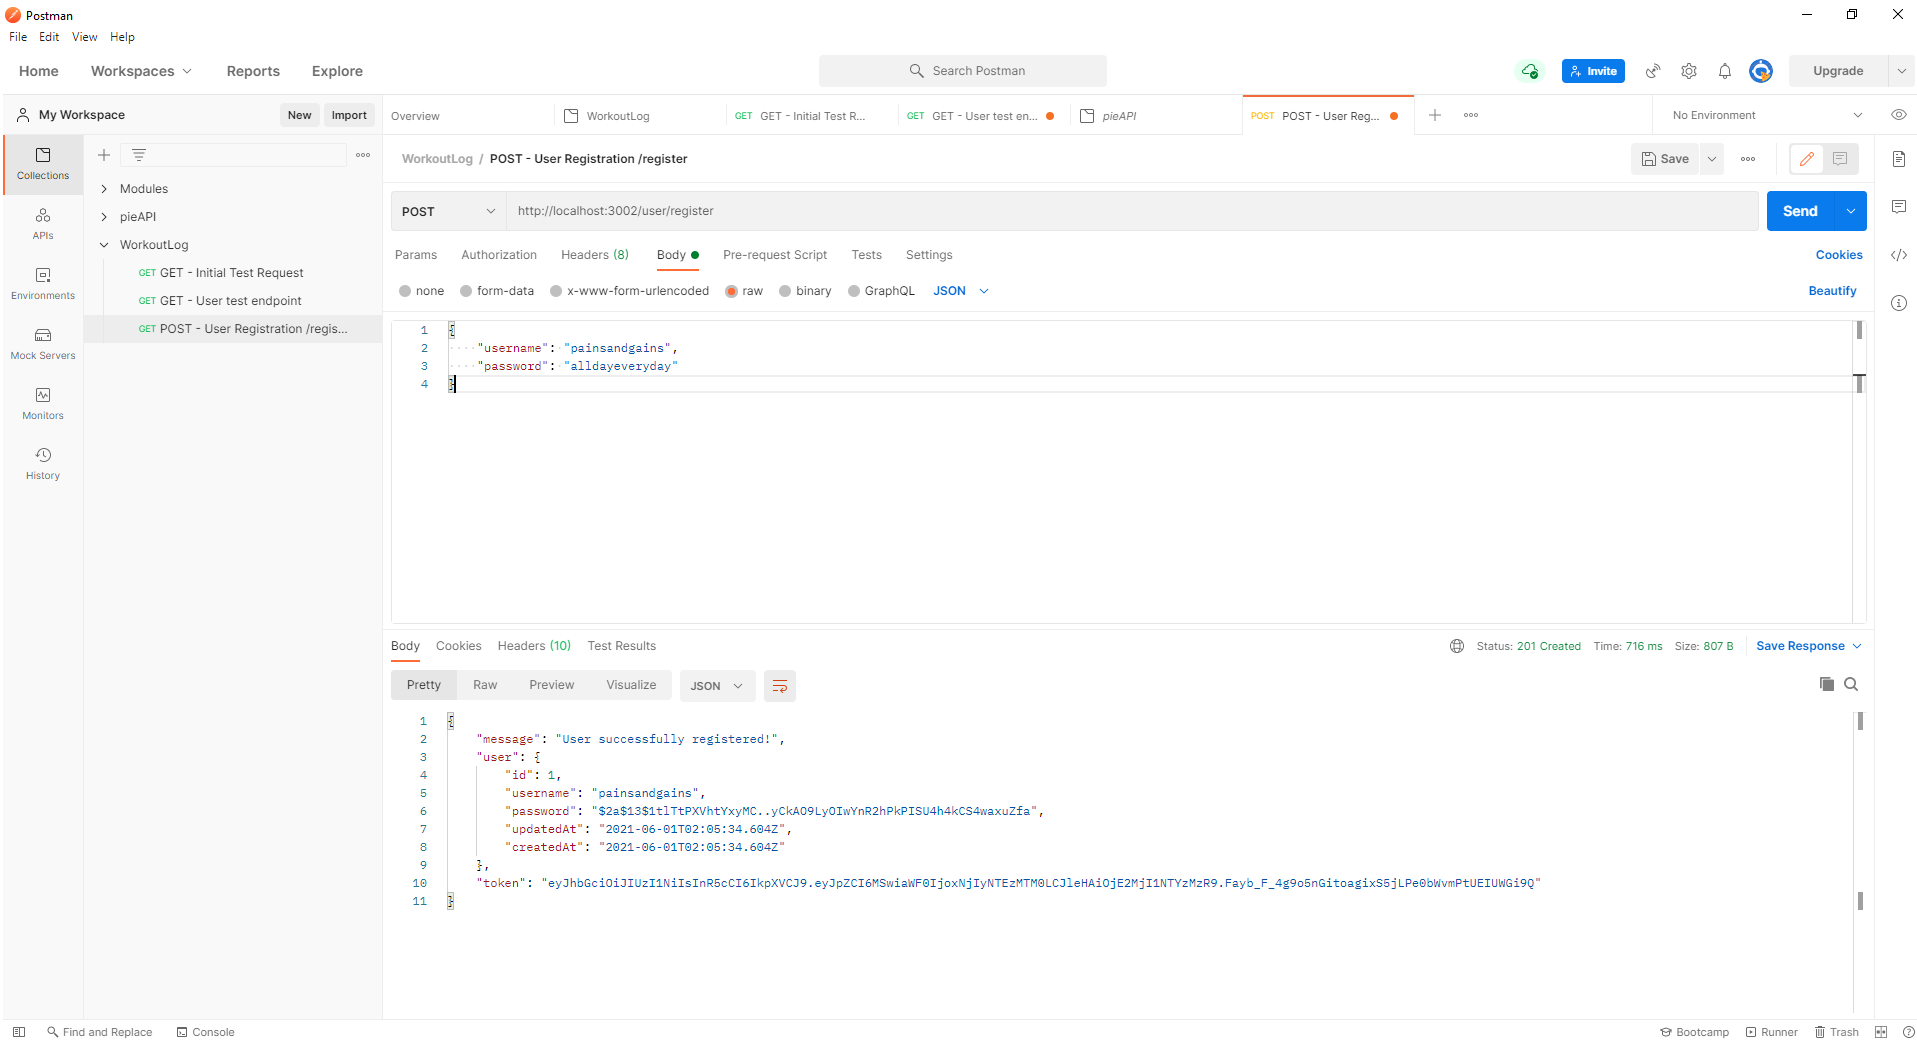 Postman
File Edit View Help
Home Workspaces Reports Explore Search Postman Invite Upgrade
My Workspace New Import Overview WorkoutLog GET GET - Initial Test R... GET GET - User test en... pieAPI POST POST - User Reg... No Environment
WorkoutLog / POST - User Registration /register Save
Collections
Modules
pieAPI
WorkoutLog
GET GET - Initial Test Request
GET GET - User test endpoint
GET POST - User Registration /regis...
APIs
Environments
Mock Servers
Monitors
History
POST http://localhost:3002/user/register Send
Params Authorization Headers (8) Body Pre-request Script Tests Settings Cookies
none form-data x-www-form-urlencoded raw binary GraphQL JSON Beautify
1 {
2 "username": "painsandgains",
3 "password": "alldayeveryday"
4 }
Body Cookies Headers (10) Test Results Status: 201 Created Time: 716 ms Size: 807 B Save Response
Pretty Raw Preview Visualize JSON
1 {
2 "message": "User successfully registered!",
3 "user": {
4 "id": 1,
5 "username": "painsandgains",
6 "password": "$2a$13$1tlTtPXVhtYxyMC..yCkAO9LyOIwYnR2hPkPISU4h4kCS4waxuZfa",
7 "updatedAt": "2021-06-01T02:05:34.604Z",
8 "createdAt": "2021-06-01T02:05:34.604Z"
9 },
10 "token": "eyJhbGciOiJIUzI1NiIsInR5cCI6IkpXVCJ9.eyJpZCI6MSwiaWF0IjoxNjIyNTEzMTM0LCJleHAiOjE2MjI1NTYzMzR9.Fayb_F_4g9o5nGitoagixS5jLPe0bWvmPtUEIUWGi9Q"
11 }
Find and Replace Console Bootcamp Runner Trash